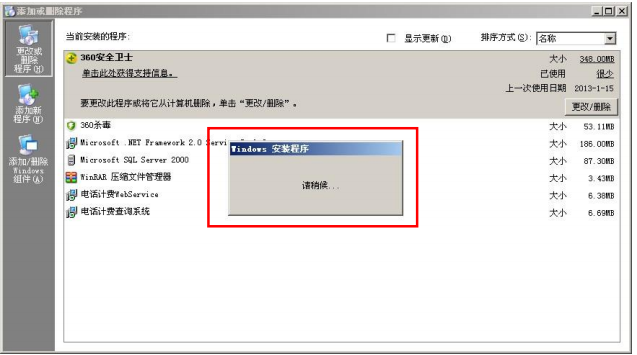 添加或删除程序
更改或
删除
程序(H)
添加新
程序(N)
添加/删除
Windows
组件(A)
当前安装的程序:
显示更新(D)
排序方式(S): 名称
360安全卫士
大小 348.00MB
单击此处获得支持信息。
已使用 很少
上一次使用日期 2013-1-15
要更改此程序或将它从计算机删除，单击“更改/删除”。
更改/删除
360杀毒
大小 53.11MB
Microsoft .NET Framework 2.0 Servi
大小 186.00MB
Windows 安装程序
Microsoft SQL Server 2000
大小 87.30MB
WinRAR 压缩文件管理器
大小 3.43MB
请稍候...
电话计费WebService
大小 6.38MB
电话计费查询系统
大小 6.69MB